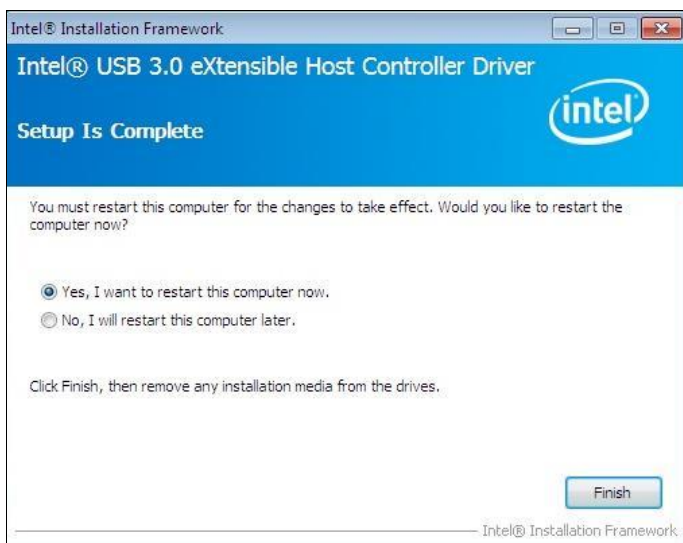 Intel® Installation Framework
Intel® USB 3.0 eXtensible Host Controller Driver
intel
Setup Is Complete
You must restart this computer for the changes to take effect. Would you like to restart the
computer now?
Yes, I want to restart this computer now.
No, I will restart this computer later.
Click Finish, then remove any installation media from the drives.
Finish
Intel® Installation Framework